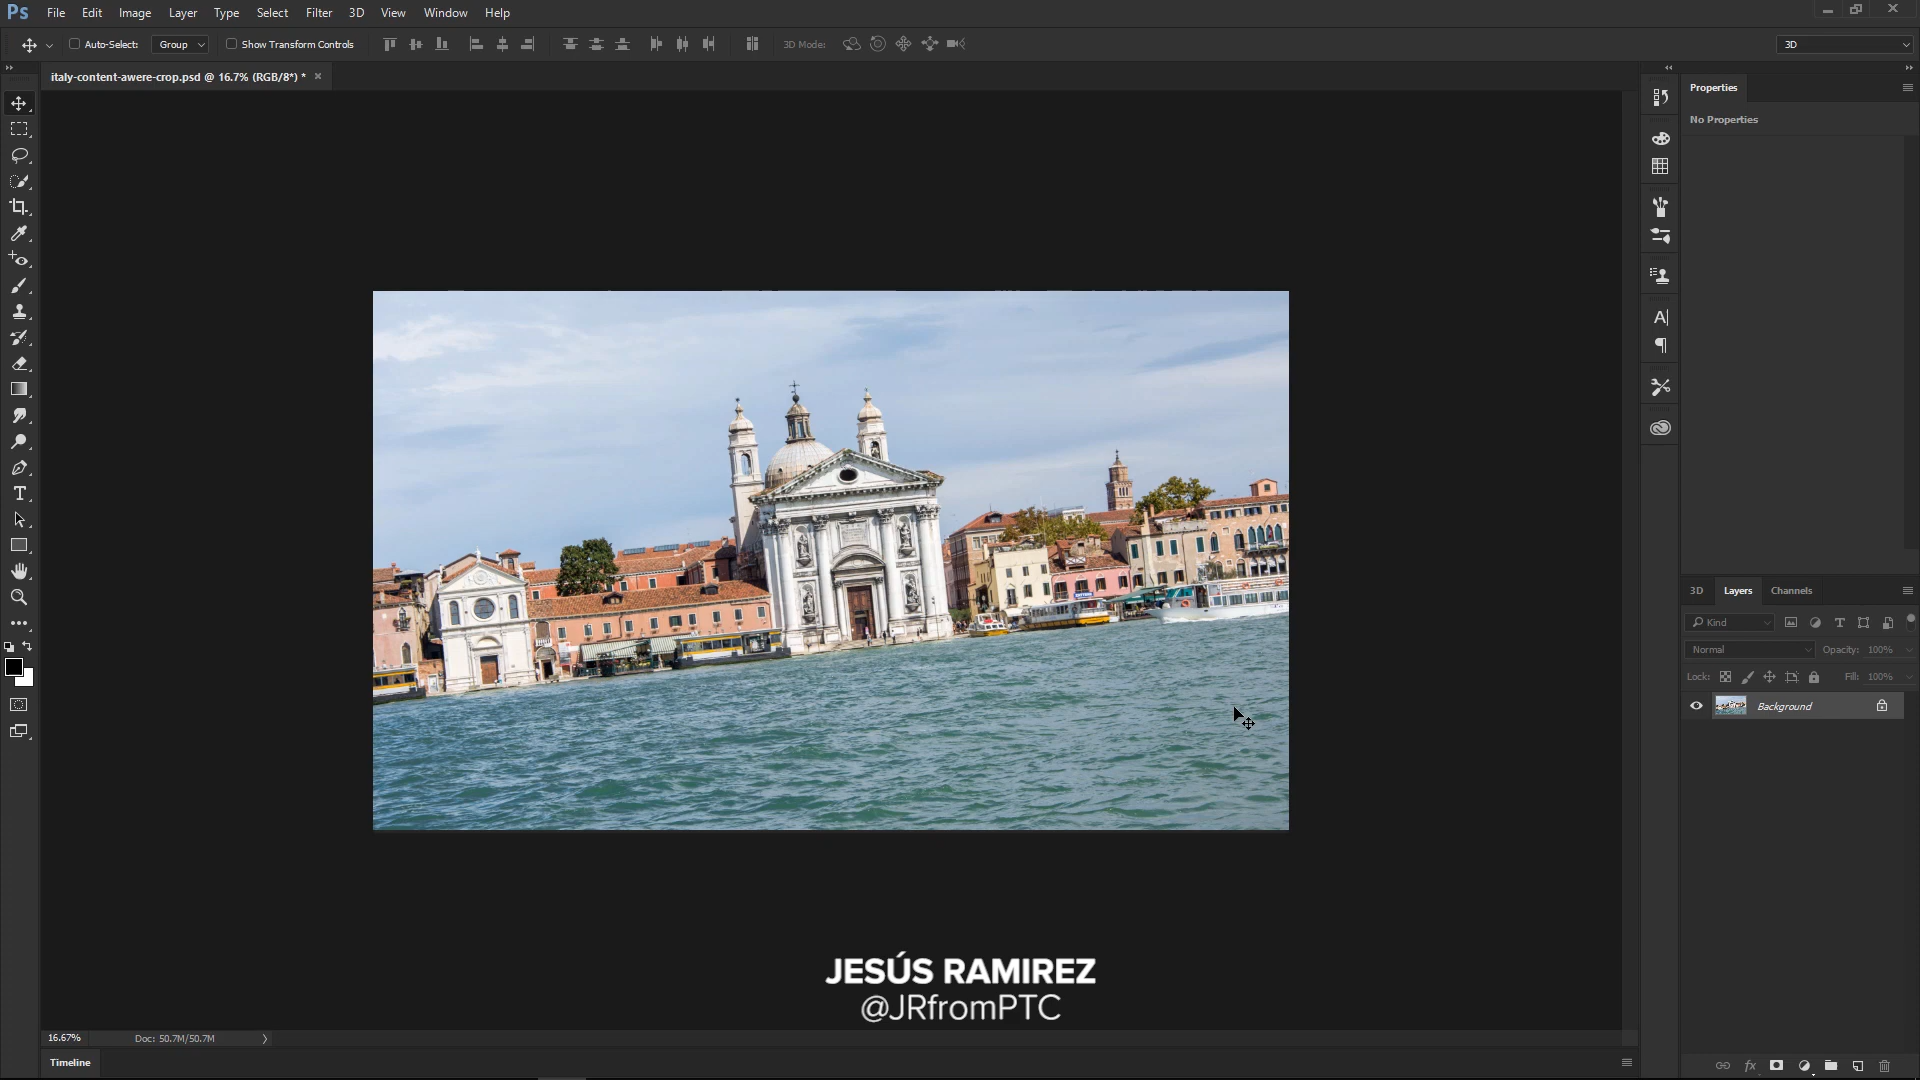 Ps File Edit Image Layer Type Select Filter 3D View Window Help
Auto-Select: Group Show Transform Controls 3D Mode: 3D
italy-content-awere-crop.psd @ 16.7% (RGB/8*) *
Properties
No Properties
3D Layers Channels
Kind
Normal Opacity: 100%
Lock: Fill: 100%
Background
JESÚS RAMIREZ
@JRfromPTC
16.67% Doc: 50.7M/50.7M
Timeline